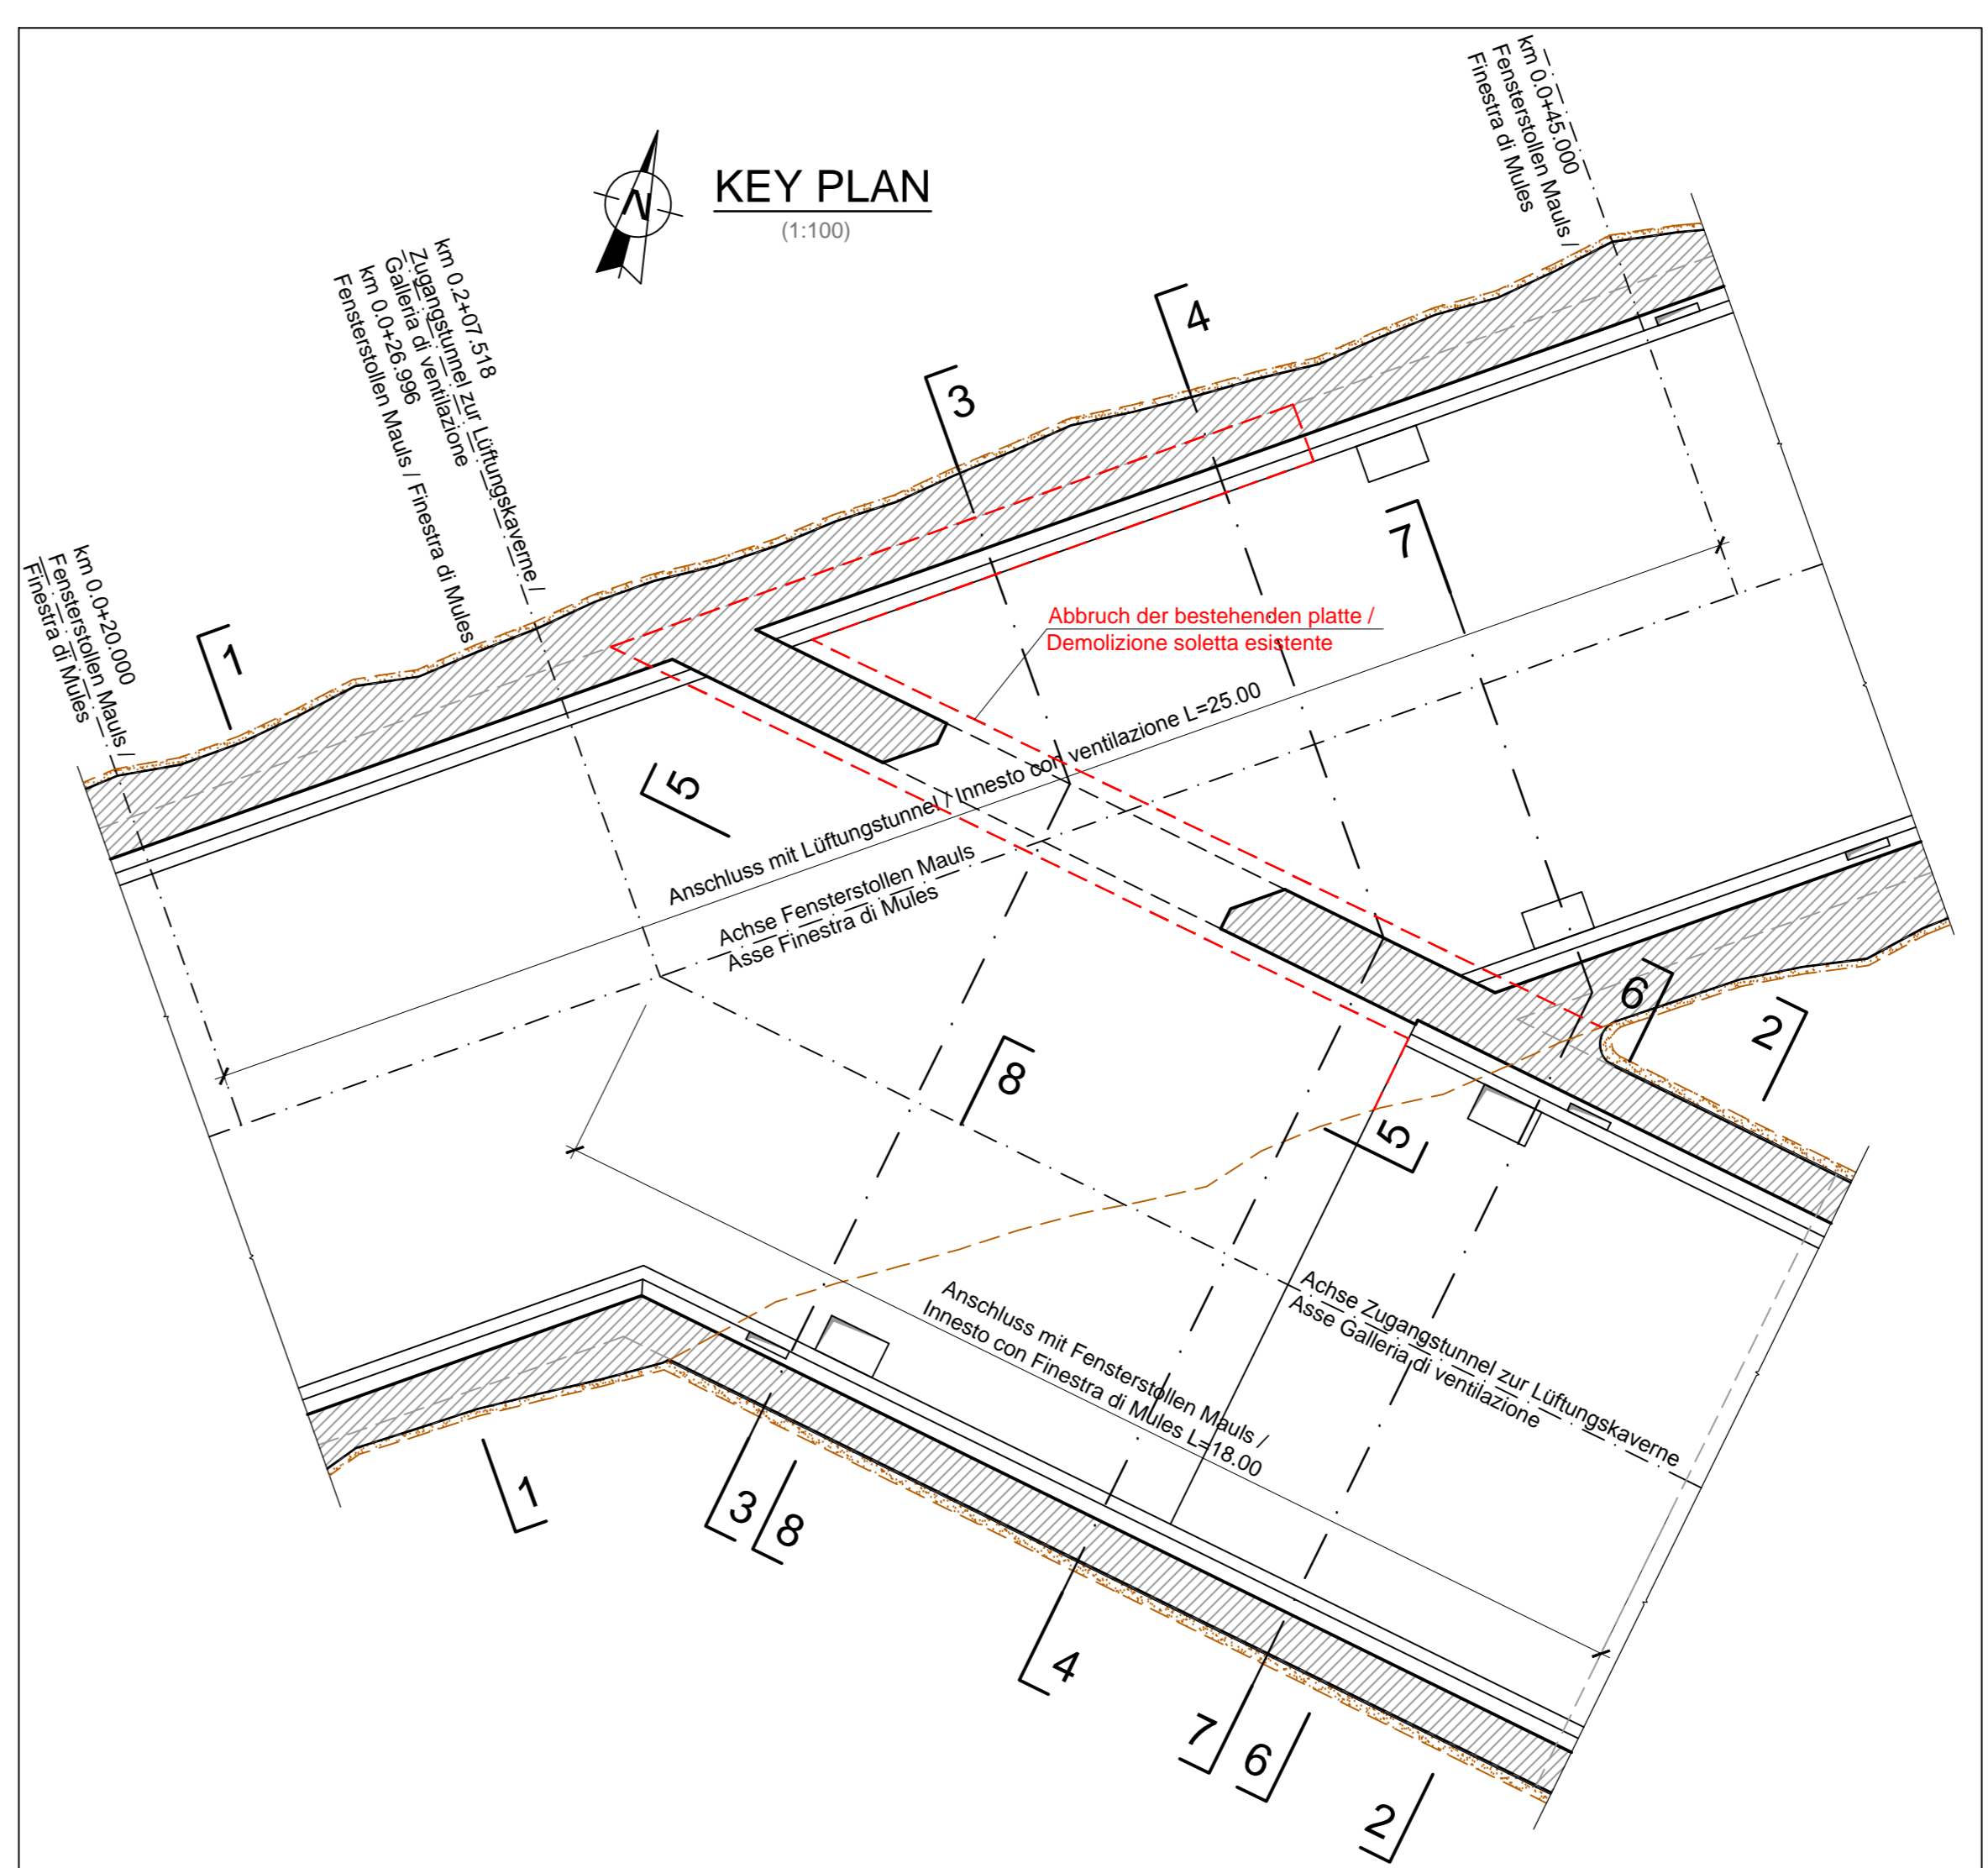 KEY PLAN
(1:100)
N
km 0.0+45.000
Fensterstollen Mauls /
Finestra di Mules
km 0.2+07.518
Zugangstunnel zur Lüftungskaverne /
Galleria di ventilazione
km 0.0+26.996
Fensterstollen Mauls / Finestra di Mules
km 0.0+20.000
Fensterstollen Mauls /
Finestra di Mules
1
3
4
7
5
Abbruch der bestehenden platte /
Demolizione soletta esistente
Anschluss mit Lüftungstunnel / Innesto con ventilazione L=25.00
Achse Fensterstollen Mauls
Asse Finestra di Mules
6
2
8
5
Anschluss mit Fensterstollen Mauls /
Innesto con Finestra di Mules L=18.00
Achse Zugangstunnel zur Lüftungskaverne
Asse Galleria di ventilazione
1
3
8
4
7
6
2